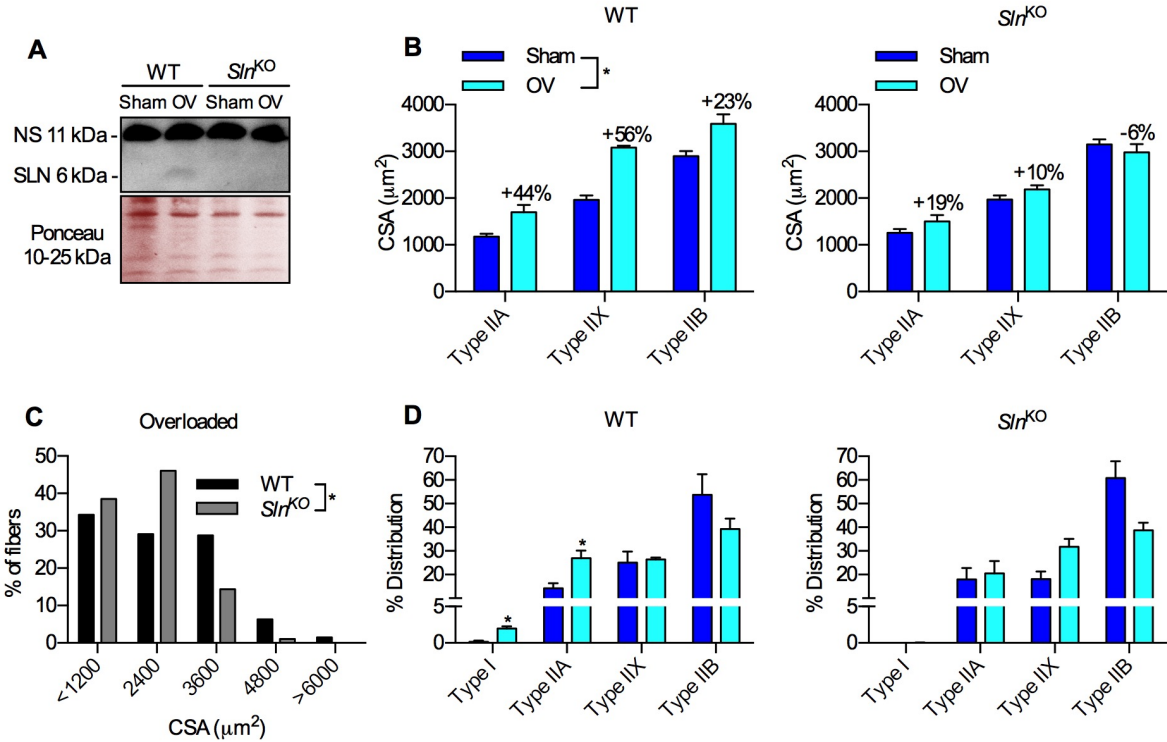 A
WT
Sln^KO
Sham OV
Sham OV
NS 11 kDa -
SLN 6 kDa -
Ponceau
10-25 kDa
B
WT
Sham
OV
*
CSA (µm²)
4000
3000
2000
1000
0
+44%
+56%
+23%
Type IIA
Type IIX
Type IIB
Sln^KO
Sham
OV
CSA (µm²)
4000
3000
2000
1000
0
+19%
+10%
-6%
Type IIA
Type IIX
Type IIB
C
Overloaded
WT
Sln^KO
*
% of fibers
50
40
30
20
10
0
<1200
2400
3600
4800
>6000
CSA (µm²)
D
WT
% Distribution
70
60
50
40
30
20
5
0
*
*
Type I
Type IIA
Type IIX
Type IIB
Sln^KO
% Distribution
70
60
50
40
30
20
5
0
Type I
Type IIA
Type IIX
Type IIB